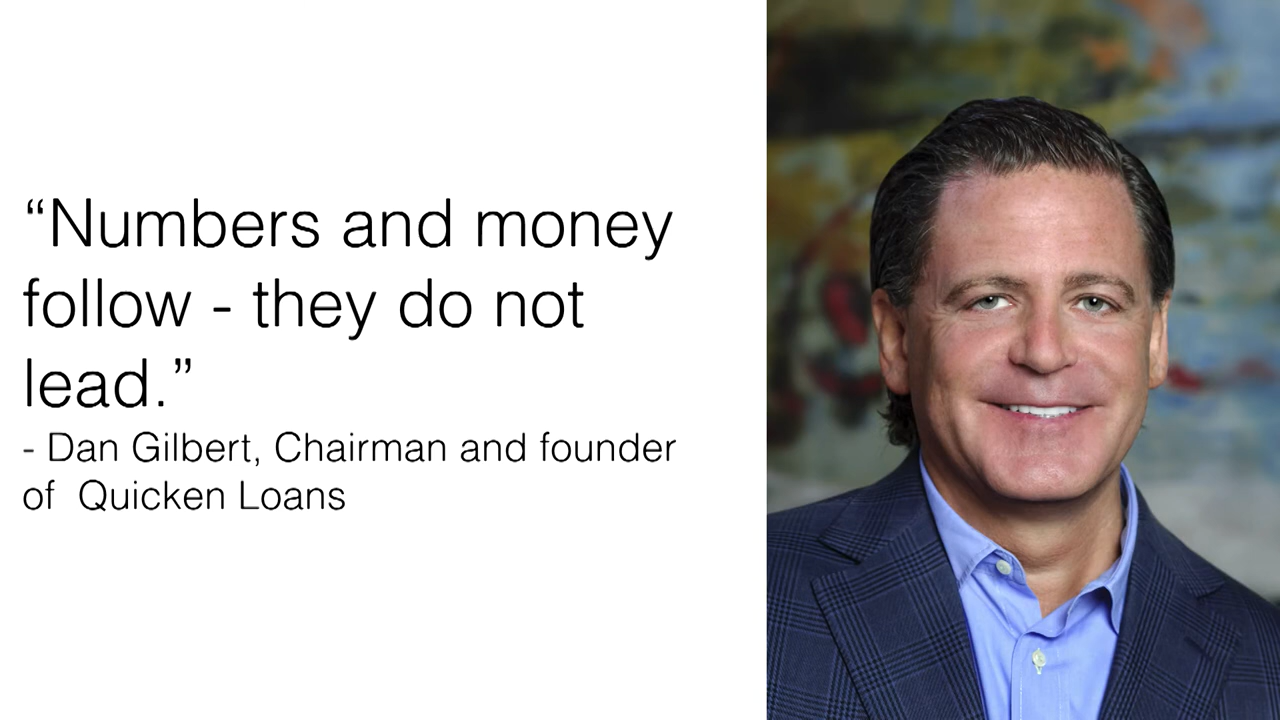 “Numbers and money
follow - they do not
lead.”
- Dan Gilbert, Chairman and founder
of  Quicken Loans